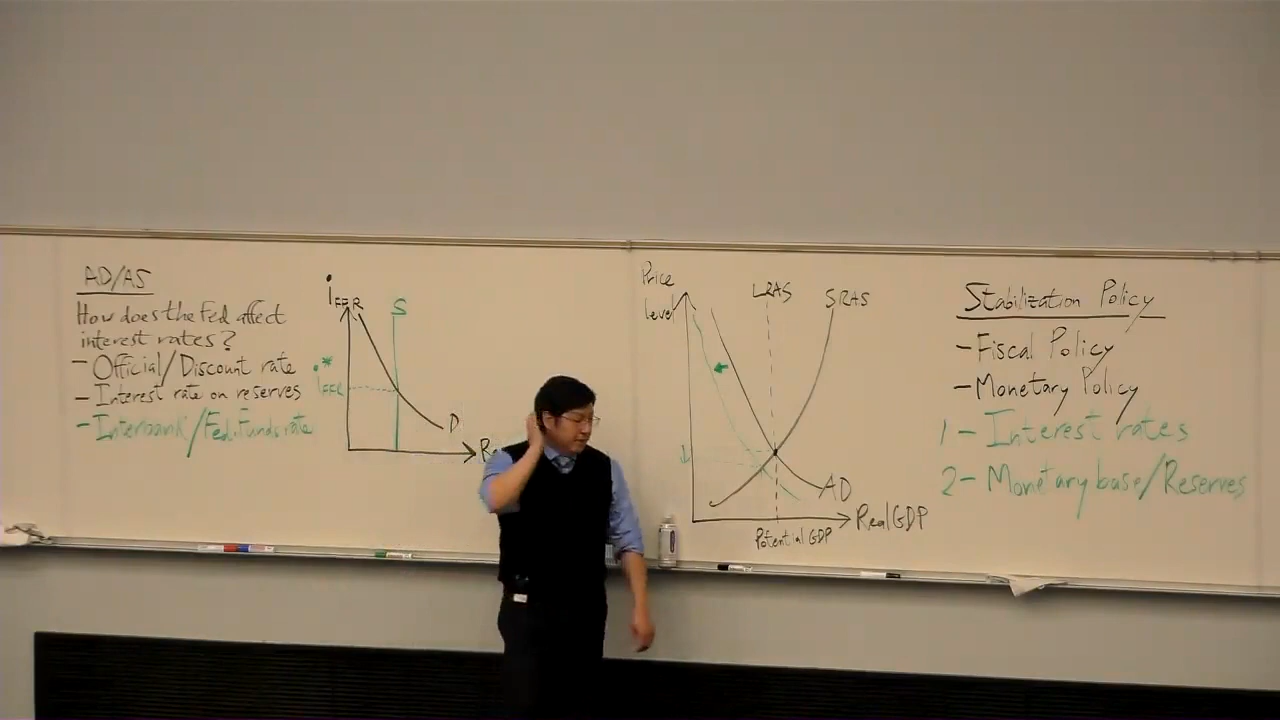 AD/AS
How does the Fed affect
interest rates?
- Official/Discount rate
- Interest rate on reserves
- Interbank/Fed. Funds rate
iFFR
S
i*FFR
D
Price
level
LRAS
SRAS
AD
Real GDP
Potential GDP
Stabilization Policy
- Fiscal Policy
- Monetary Policy
1 - Interest rates
2 - Monetary base/Reserves